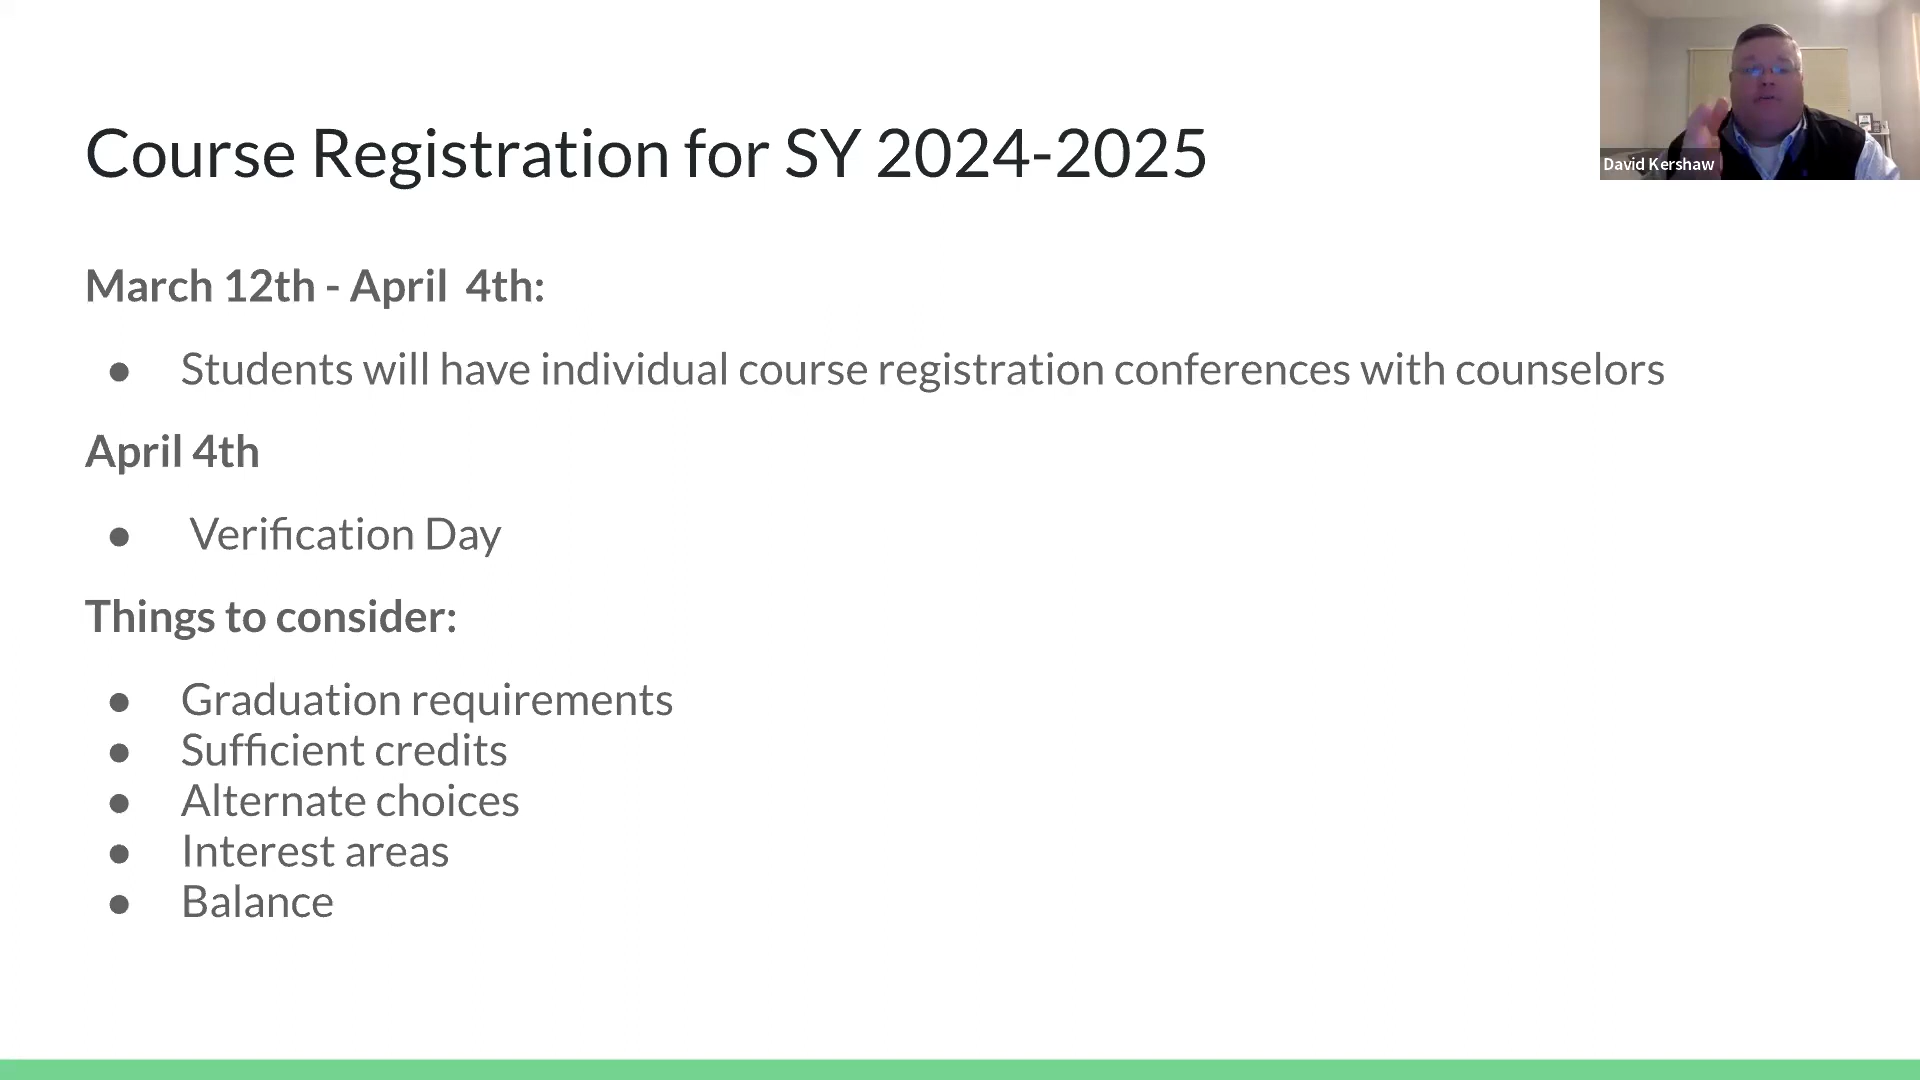 Course Registration for SY 2024-2025
David Kershaw
March 12th - April  4th:
● Students will have individual course registration conferences with counselors
April 4th
● Verification Day
Things to consider:
● Graduation requirements
● Sufficient credits
● Alternate choices
● Interest areas
● Balance